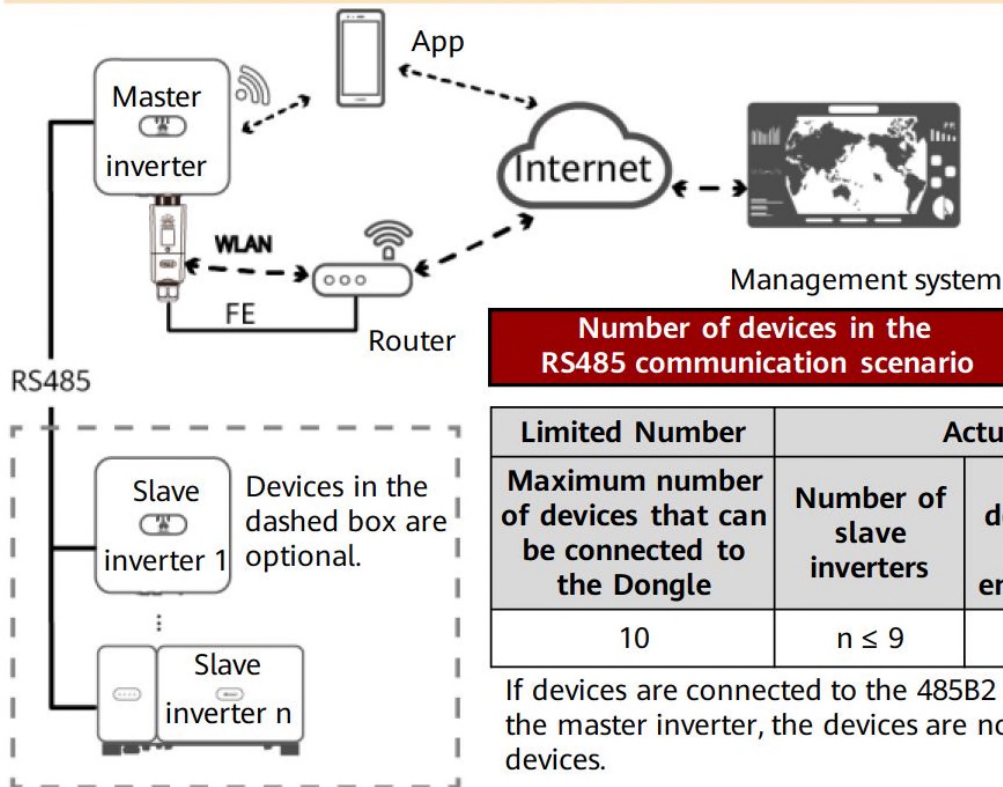 App
Master
inverter
Internet
WLAN
FE
Router
Management system
RS485
Number of devices in the
RS485 communication scenario
Slave
inverter 1
Devices in the
dashed box are
optional.
Slave
inverter n
Limited Number
Maximum number
of devices that can
be connected to
the Dongle
Number of
slave
inverters
10
n ≤ 9
If devices are connected to the 485B2
the master inverter, the devices are
devices.